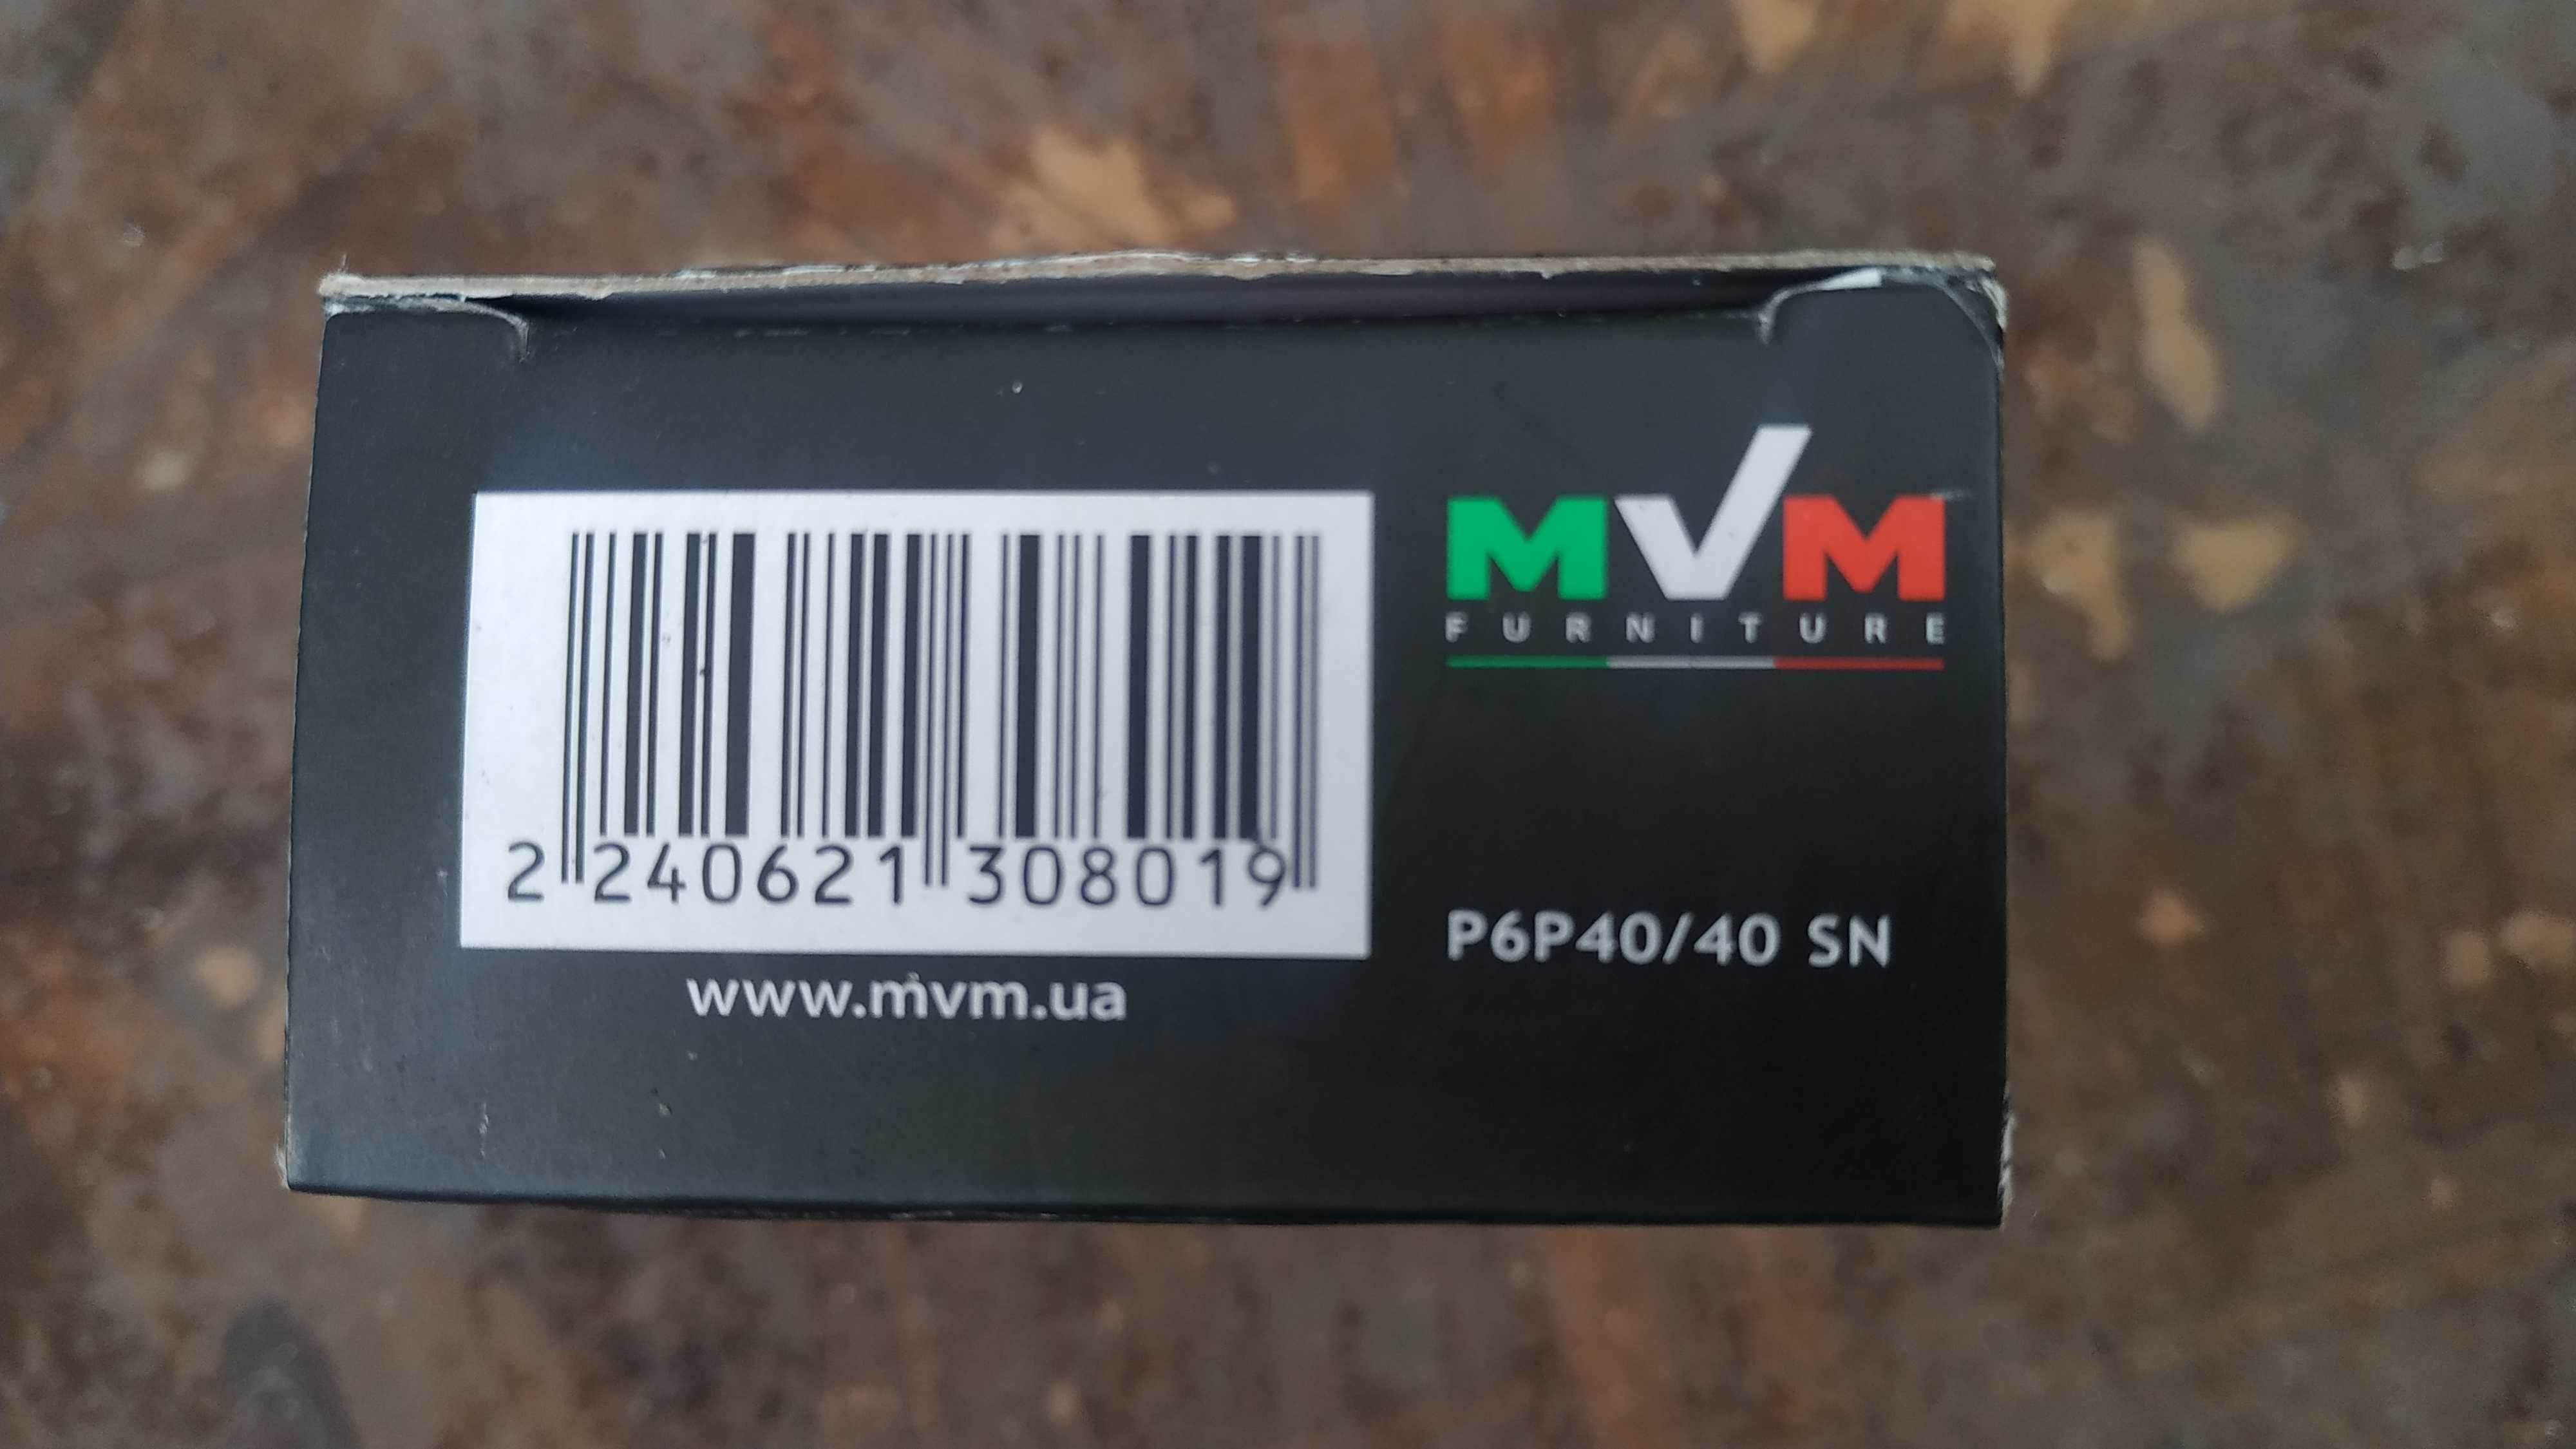 2 240621 308019
www.mvm.ua
MVM
FURNITURE
P6P40/40 SN